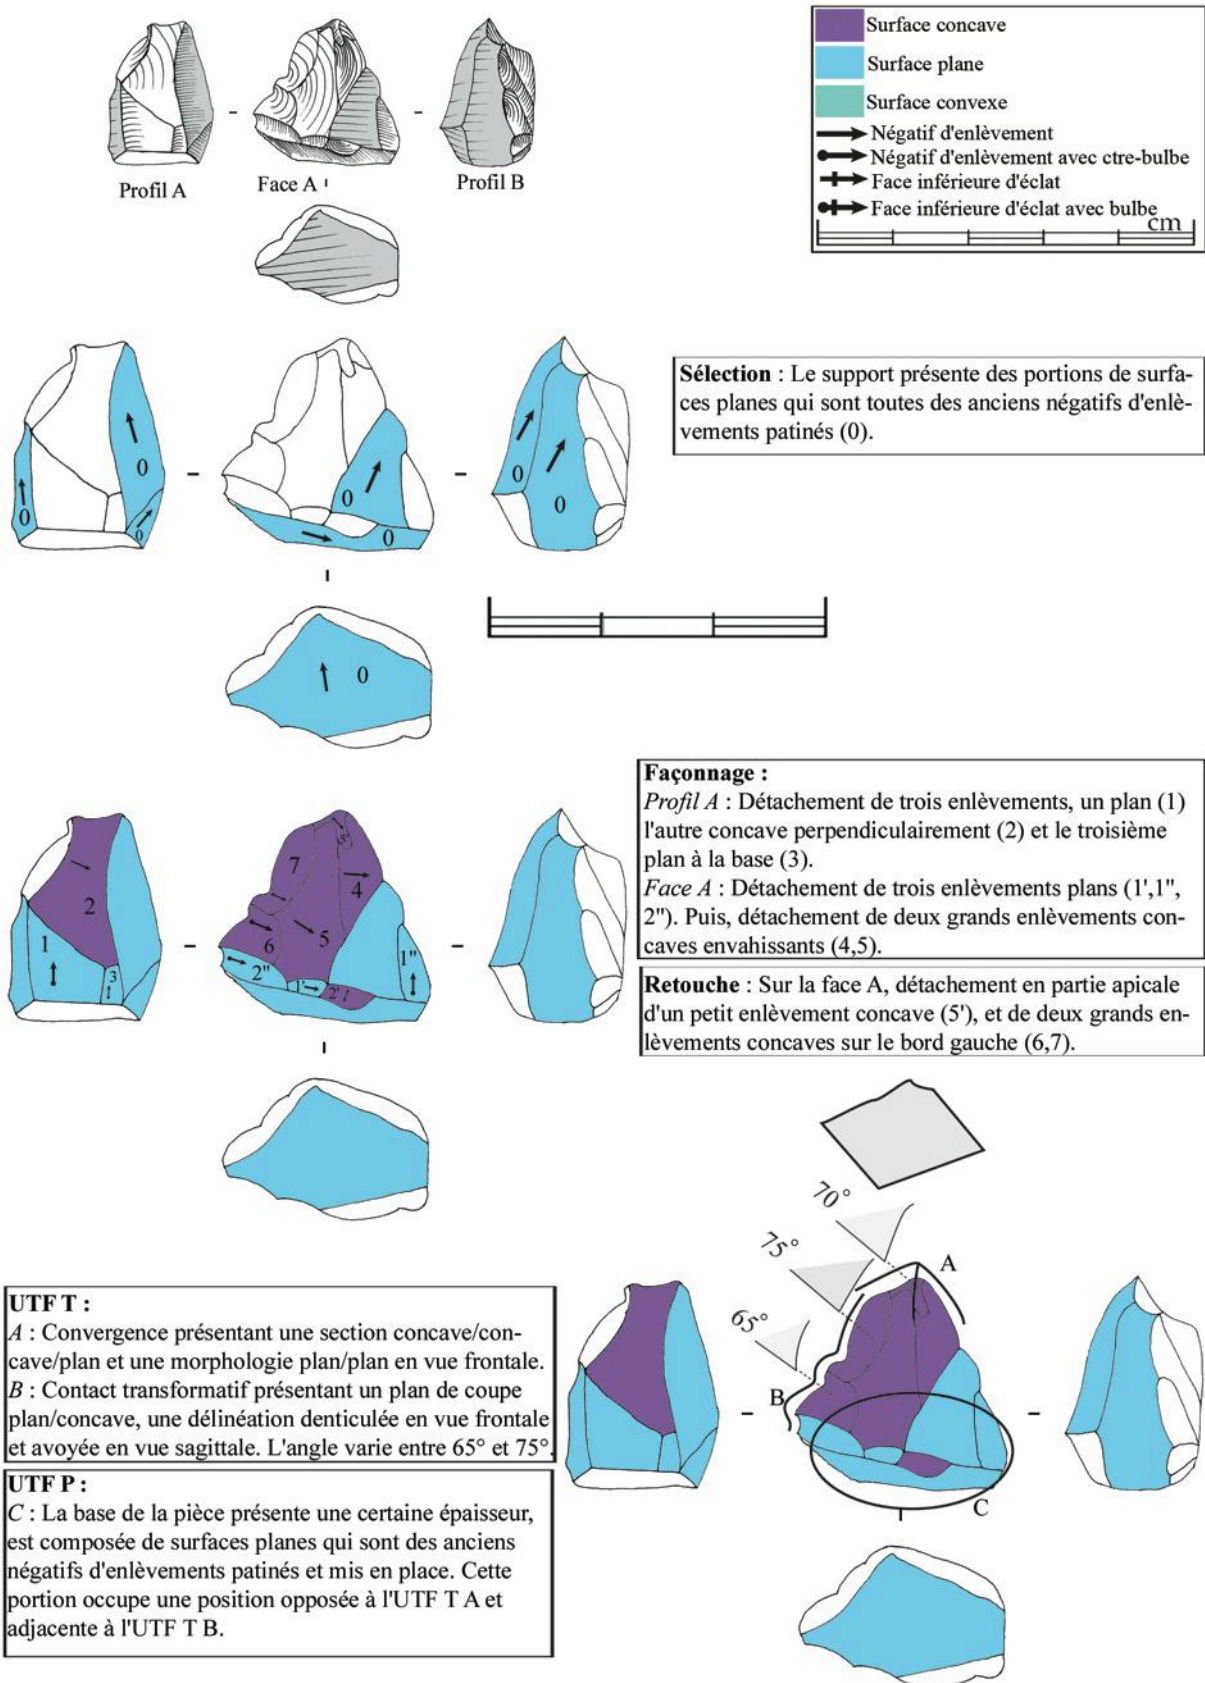 Surface concave
Surface plane
Surface convexe
Négatif d'enlèvement
Négatif d'enlèvement avec ctre-bulbe
Face inférieure d'éclat
Face inférieure d'éclat avec bulbe
cm
Profil A
Face A
Profil B
0
0
0
0
0
0
0
0
Sélection : Le support présente des portions de surfa-
ces planes qui sont toutes des anciens négatifs d'enlè-
vements patinés (0).
Façonnage :
Profil A : Détachement de trois enlèvements, un plan (1)
l'autre concave perpendiculairement (2) et le troisième
plan à la base (3).
Face A : Détachement de trois enlèvements plans (1',1",
2"). Puis, détachement de deux grands enlèvements con-
caves envahissants (4,5).
2
1
3
5'
7
4
5
6
2"
1'
2'
1"
Retouche : Sur la face A, détachement en partie apicale
d'un petit enlèvement concave (5'), et de deux grands en-
lèvements concaves sur le bord gauche (6,7).
70°
75°
65°
A
B
C
UTF T :
A : Convergence présentant une section concave/con-
cave/plan et une morphologie plan/plan en vue frontale.
B : Contact transformatif présentant un plan de coupe
plan/concave, une délinéation denticulée en vue frontale
et avoyée en vue sagittale. L'angle varie entre 65° et 75°.
UTF P :
C : La base de la pièce présente une certaine épaisseur,
est composée de surfaces planes qui sont des anciens
négatifs d'enlèvements patinés et mis en place. Cette
portion occupe une position opposée à l'UTF T A et
adjacente à l'UTF T B.